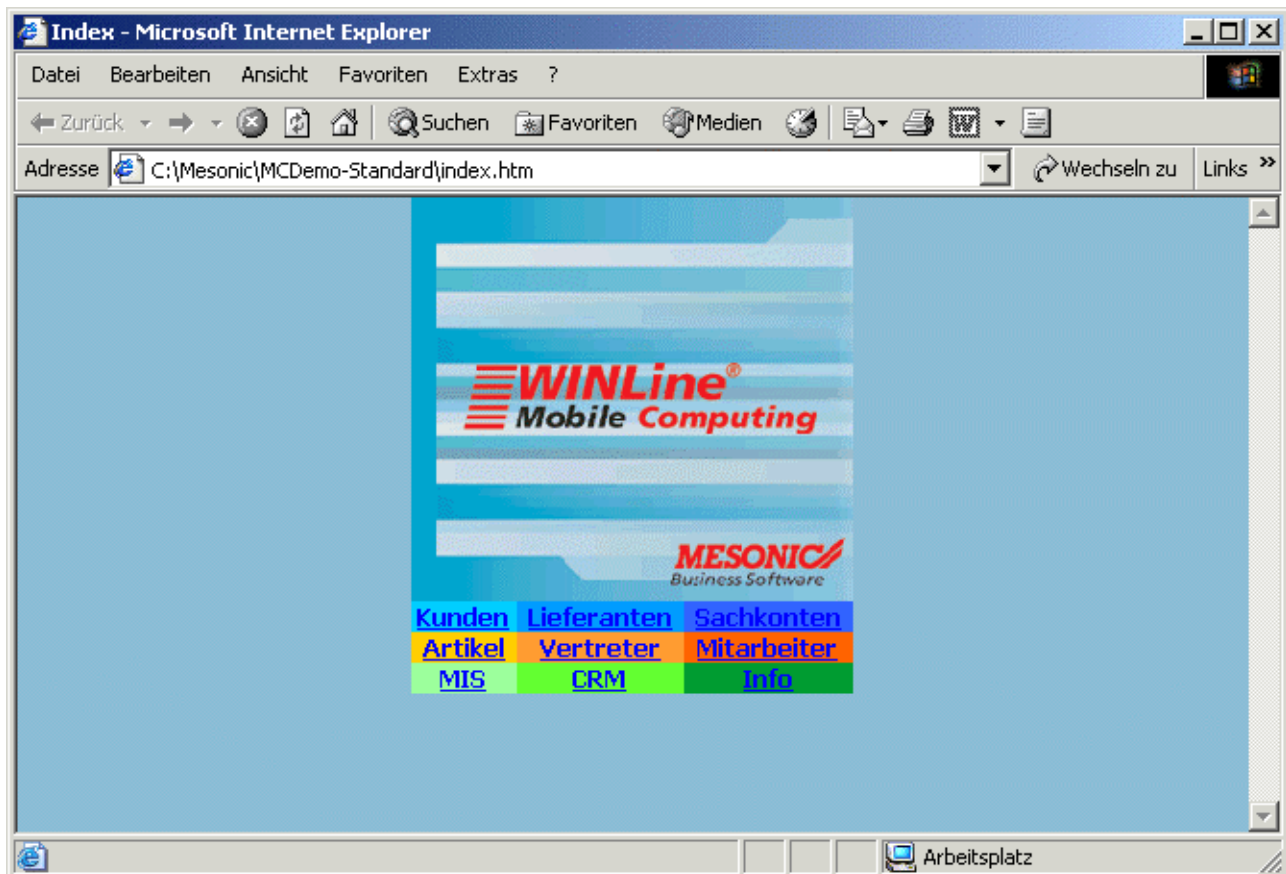 Index - Microsoft Internet Explorer
Datei Bearbeiten Ansicht Favoriten Extras ?
Zurück Suchen Favoriten Medien
Adresse C:\Mesonic\MCDemo-Standard\index.htm Wechseln zu Links »
WINLine®
Mobile Computing
MESONIC
Business Software
Kunden Lieferanten Sachkonten
Artikel Vertreter Mitarbeiter
MIS CRM Info
Arbeitsplatz